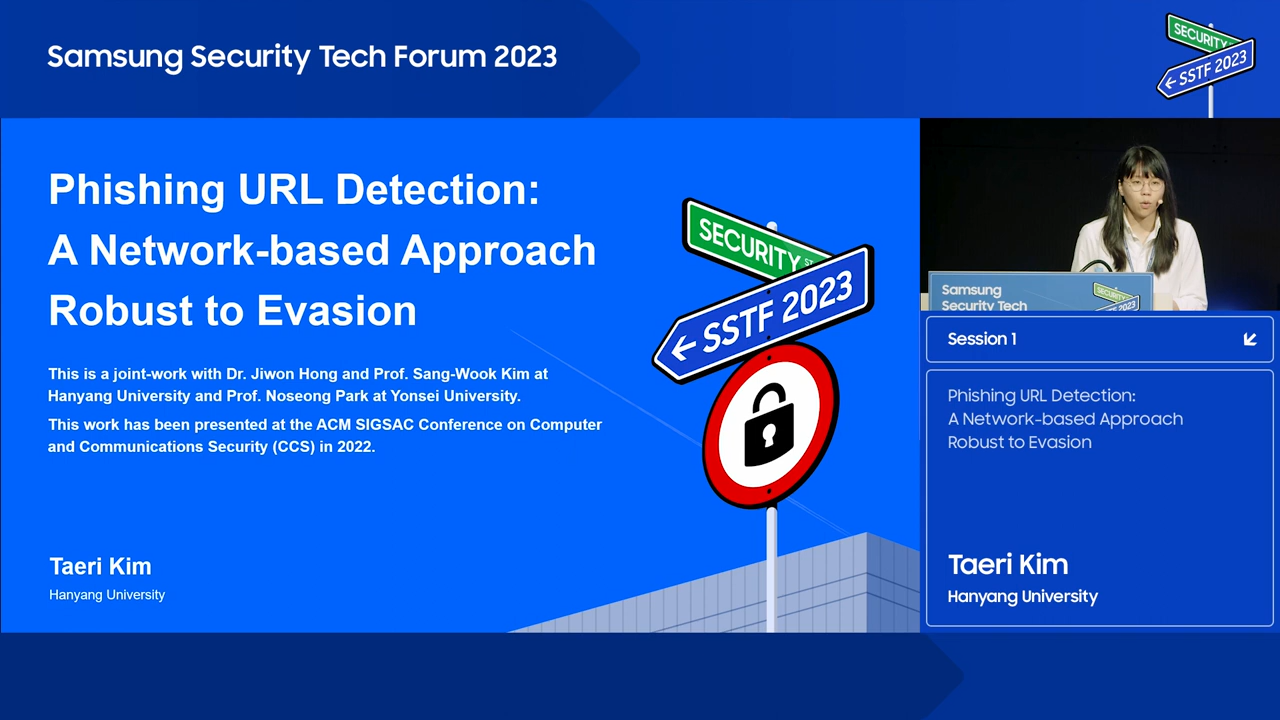 Samsung Security Tech Forum 2023
SECURITY
← SSTF 2023
Phishing URL Detection:
A Network-based Approach
Robust to Evasion
This is a joint-work with Dr. Jiwon Hong and Prof. Sang-Wook Kim at
Hanyang University and Prof. Noseong Park at Yonsei University.
This work has been presented at the ACM SIGSAC Conference on Computer
and Communications Security (CCS) in 2022.
Taeri Kim
Hanyang University
SECURITY ST
← SSTF 2023
Samsung
Security Tech
SECURITY
Session 1
Phishing URL Detection:
A Network-based Approach
Robust to Evasion
Taeri Kim
Hanyang University